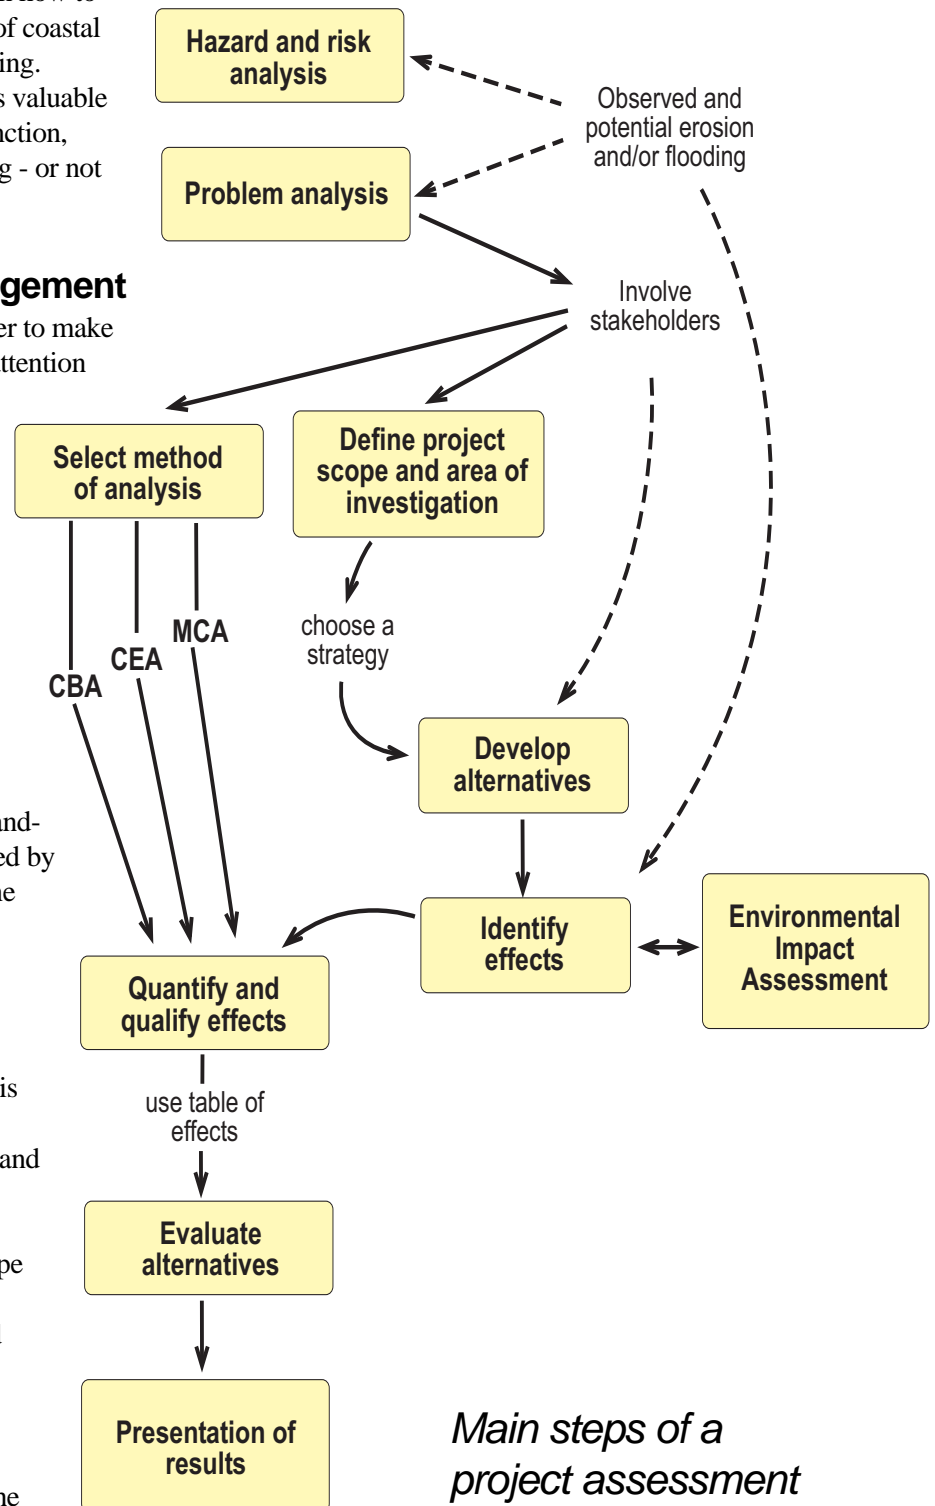 of coastal
ing.
s valuable
nction,
g - or not
gement
er to make
attention
and-
ed by
ne
is
and
pe
l
ne
Hazard and risk
analysis
Observed and
potential erosion
and/or flooding
Problem analysis
Involve
stakeholders
Select method
of analysis
Define project
scope and area of
investigation
CBA
CEA
MCA
choose a
strategy
Develop
alternatives
Identify
effects
Environmental
Impact
Assessment
Quantify and
qualify effects
use table of
effects
Evaluate
alternatives
Presentation of
results
Main steps of a
project assessment